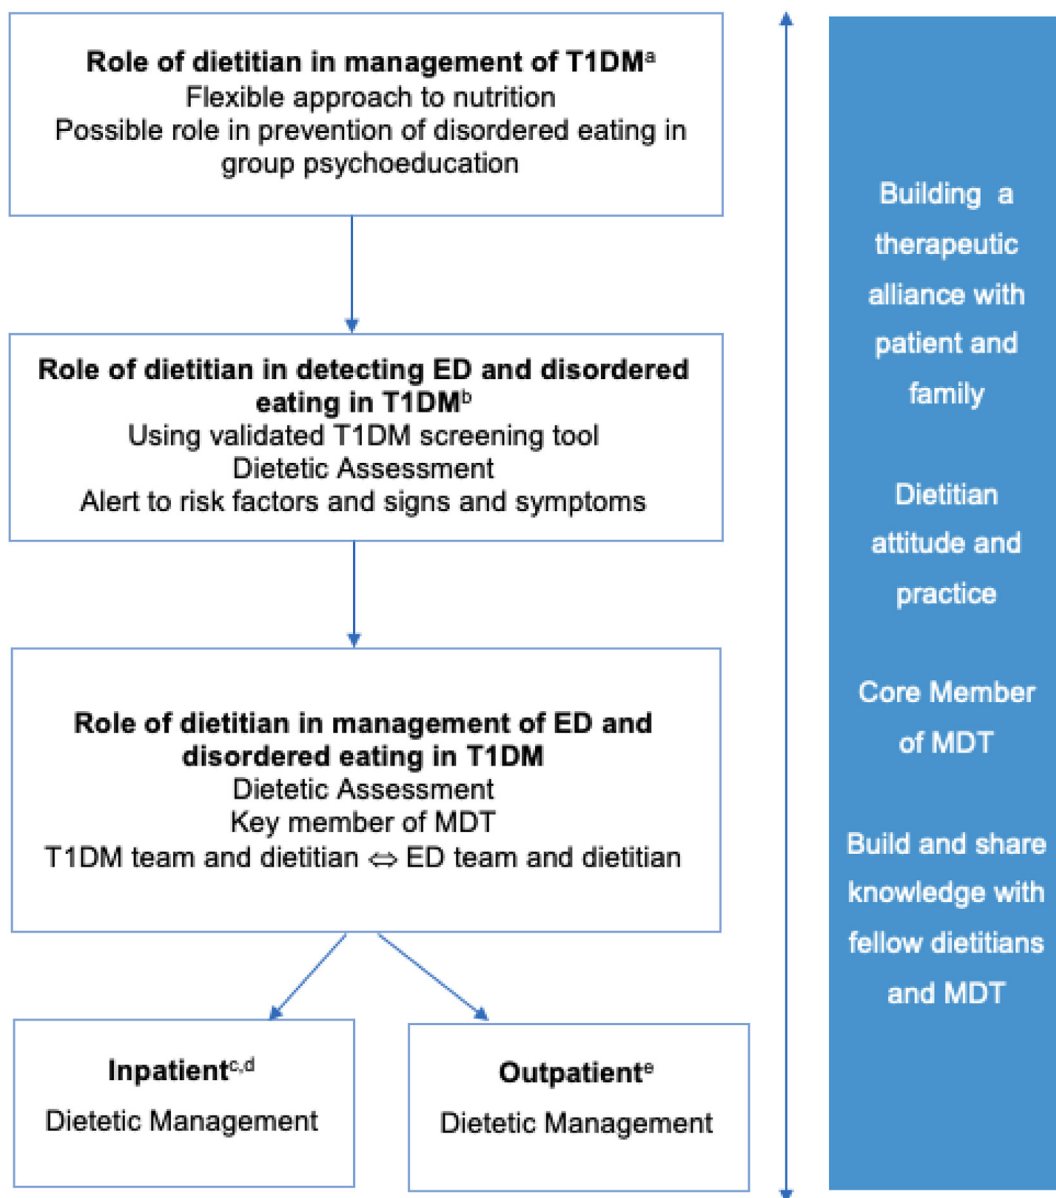 Role of dietitian in management of T1DMᵃ
Flexible approach to nutrition
Possible role in prevention of disordered eating in
group psychoeducation
Role of dietitian in detecting ED and disordered
eating in T1DMᵇ
Using validated T1DM screening tool
Dietetic Assessment
Alert to risk factors and signs and symptoms
Role of dietitian in management of ED and
disordered eating in T1DM
Dietetic Assessment
Key member of MDT
T1DM team and dietitian ⇔ ED team and dietitian
Inpatientᶜ,ᵈ
Dietetic Management
Outpatientᵉ
Dietetic Management
Building a
therapeutic
alliance with
patient and
family
Dietitian
attitude and
practice
Core Member
of MDT
Build and share
knowledge with
fellow dietitians
and MDT